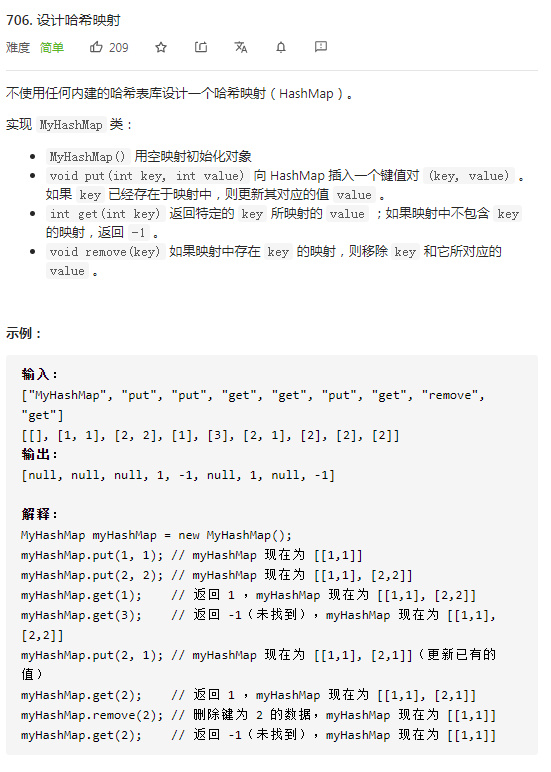 706. 设计哈希映射
难度 简单 209
不使用任何内建的哈希表库设计一个哈希映射（HashMap）。
实现 MyHashMap 类：
• MyHashMap() 用空映射初始化对象
• void put(int key, int value) 向 HashMap 插入一个键值对 (key, value) 。
如果 key 已经存在于映射中，则更新其对应的值 value 。
• int get(int key) 返回特定的 key 所映射的 value ；如果映射中不包含 key
的映射，返回 -1 。
• void remove(key) 如果映射中存在 key 的映射，则移除 key 和它所对应的
value 。
示例：
输入：
["MyHashMap", "put", "put", "get", "get", "put", "get", "remove",
"get"]
[[], [1, 1], [2, 2], [1], [3], [2, 1], [2], [2], [2]]
输出：
[null, null, null, 1, -1, null, 1, null, -1]
解释：
MyHashMap myHashMap = new MyHashMap();
myHashMap.put(1, 1); // myHashMap 现在为 [[1,1]]
myHashMap.put(2, 2); // myHashMap 现在为 [[1,1], [2,2]]
myHashMap.get(1);    // 返回 1 ，myHashMap 现在为 [[1,1], [2,2]]
myHashMap.get(3);    // 返回 -1（未找到），myHashMap 现在为 [[1,1],
[2,2]]
myHashMap.put(2, 1); // myHashMap 现在为 [[1,1], [2,1]]（更新已有的
值）
myHashMap.get(2);    // 返回 1 ，myHashMap 现在为 [[1,1], [2,1]]
myHashMap.remove(2); // 删除键为 2 的数据，myHashMap 现在为 [[1,1]]
myHashMap.get(2);    // 返回 -1（未找到），myHashMap 现在为 [[1,1]]